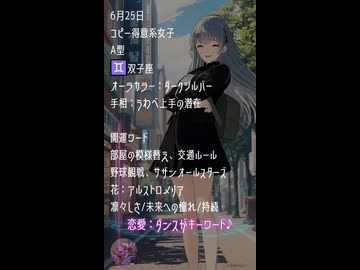 6月25日
コピー得意系女子
A型
♊双子座
オーラカラー：ダークシルバー
手相：うわべ上手の潜在
開運ワード
部屋の模様替え、交通ルール
野球観戦、サザンオールスターズ
花：アルストロメリア
凛々しさ/未来への憧れ/持続
恋愛：ダンスがキーワード♪